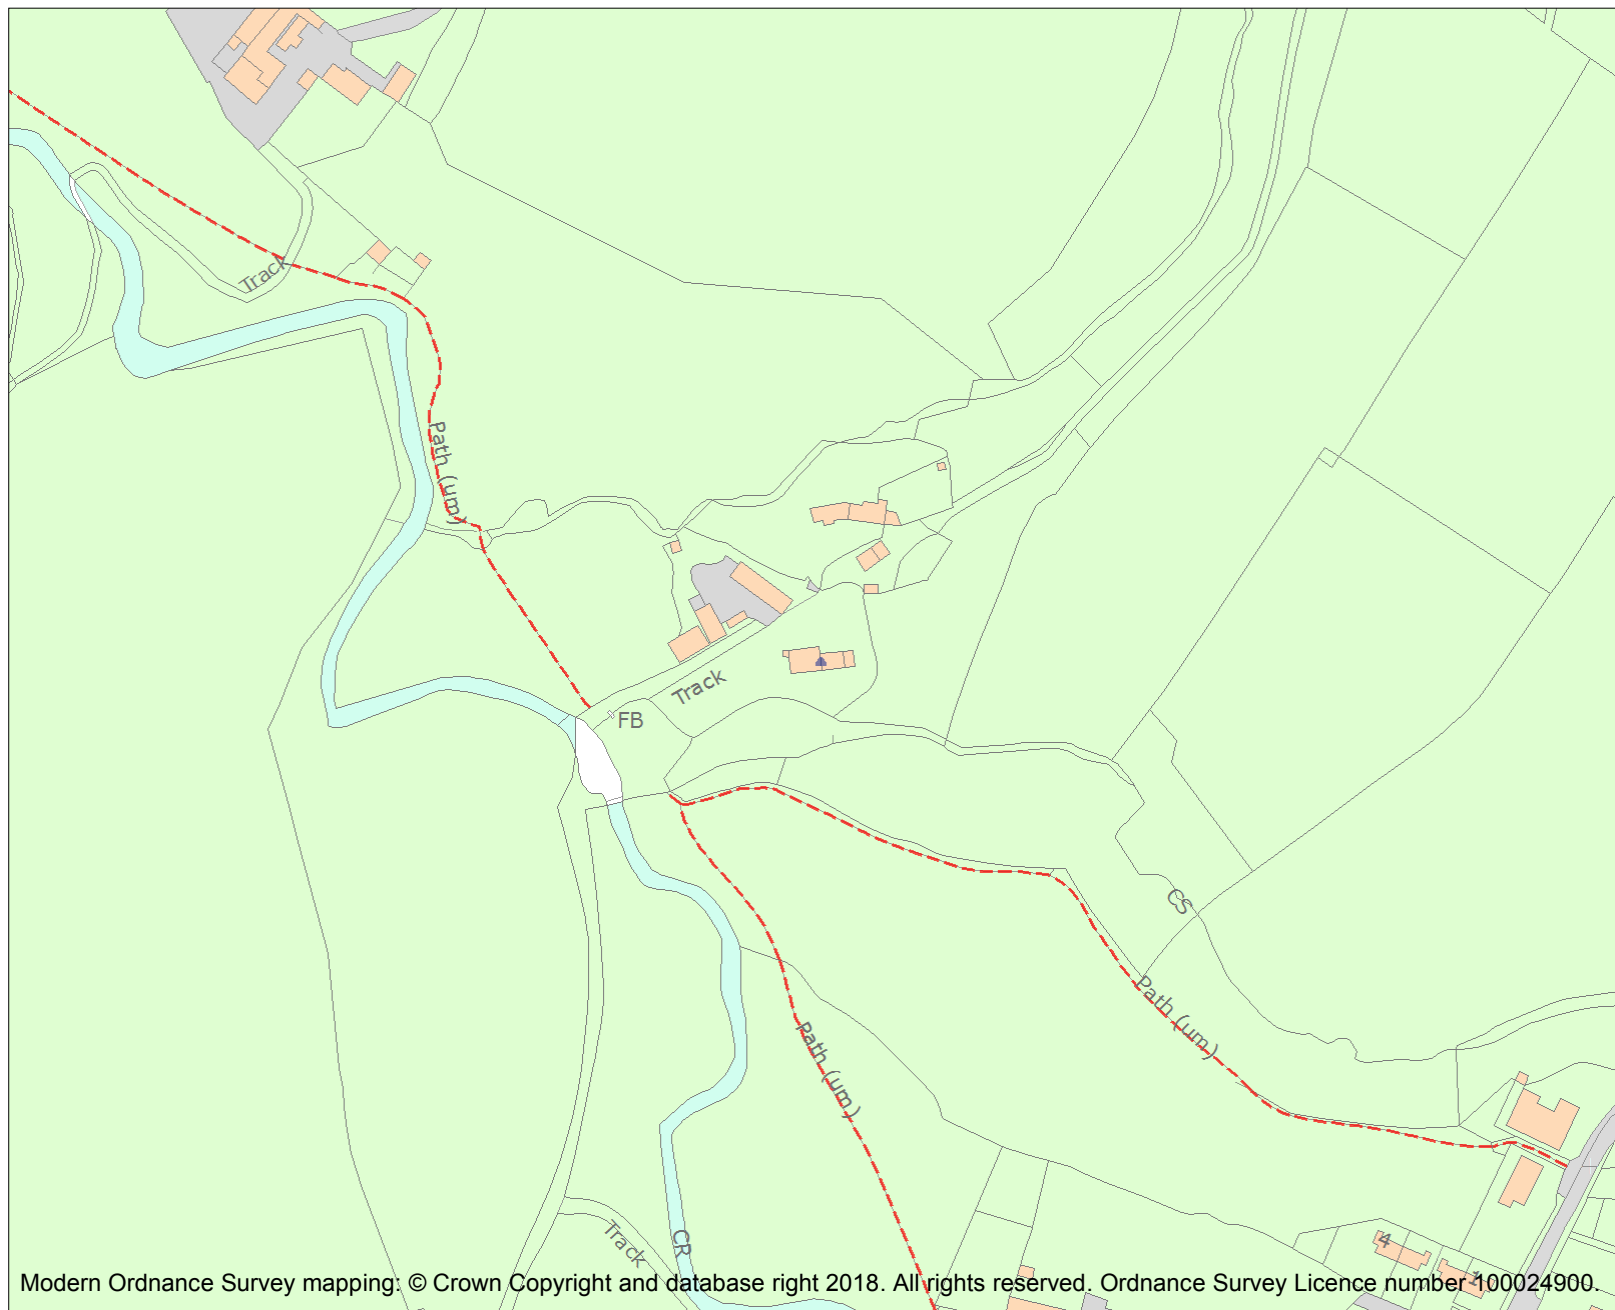 Track
Path (um)
Track
FB
CS
Path (um)
Path (um)
Track
CR
4
1
Modern Ordnance Survey mapping: © Crown Copyright and database right 2018. All rights reserved. Ordnance Survey Licence number 100024900.